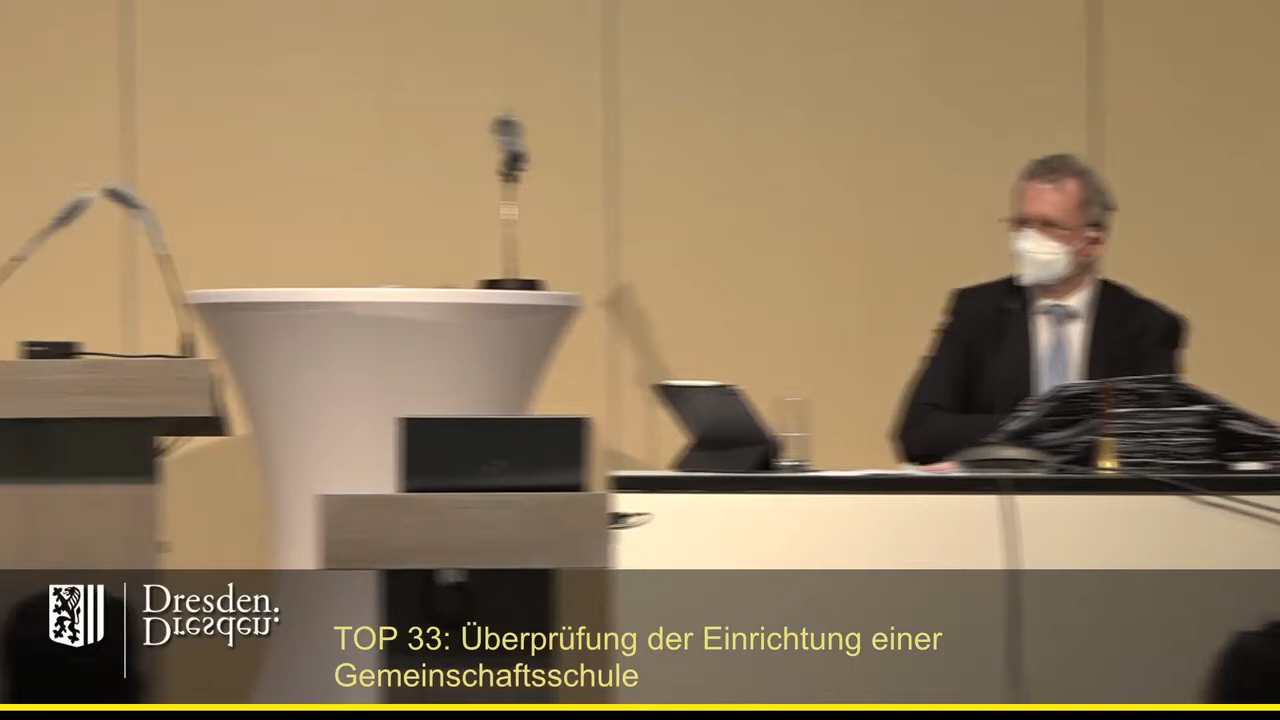 Dresden.
Dresden.
TOP 33: Überprüfung der Einrichtung einer
Gemeinschaftsschule